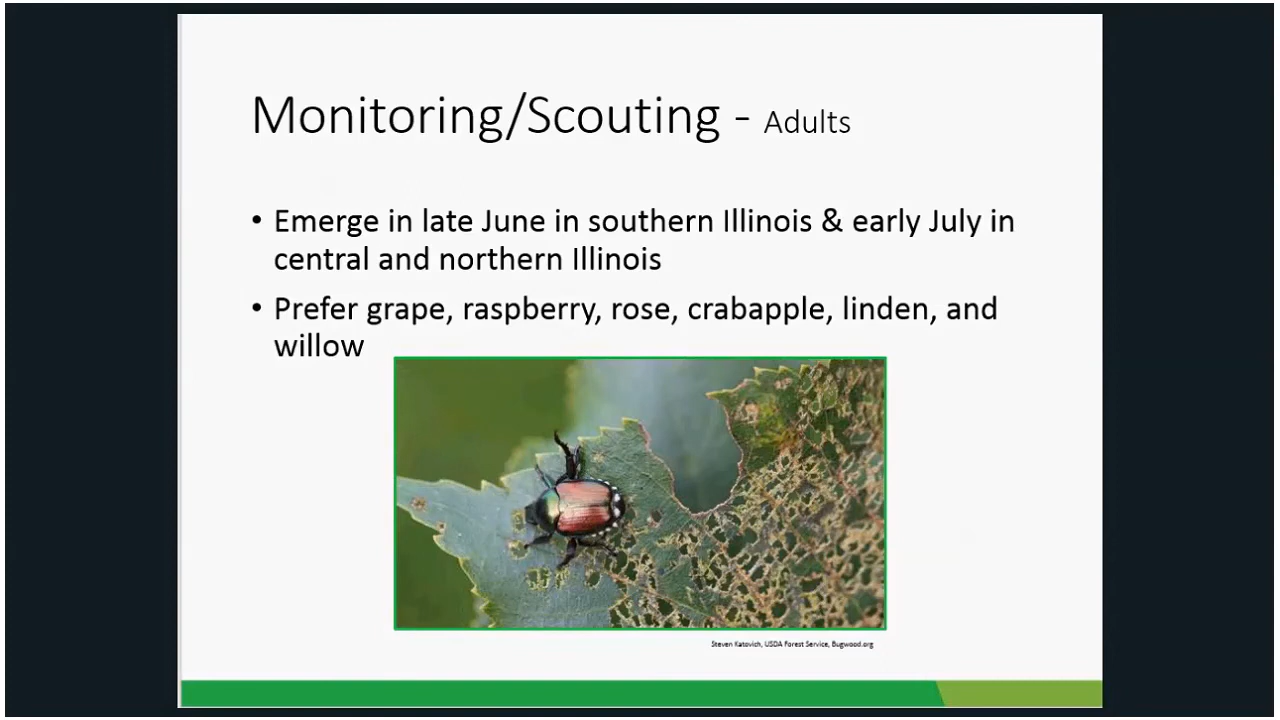 Monitoring/Scouting - Adults
• Emerge in late June in southern Illinois & early July in
central and northern Illinois
• Prefer grape, raspberry, rose, crabapple, linden, and
willow
Steven Katovich, USDA Forest Service, Bugwood.org